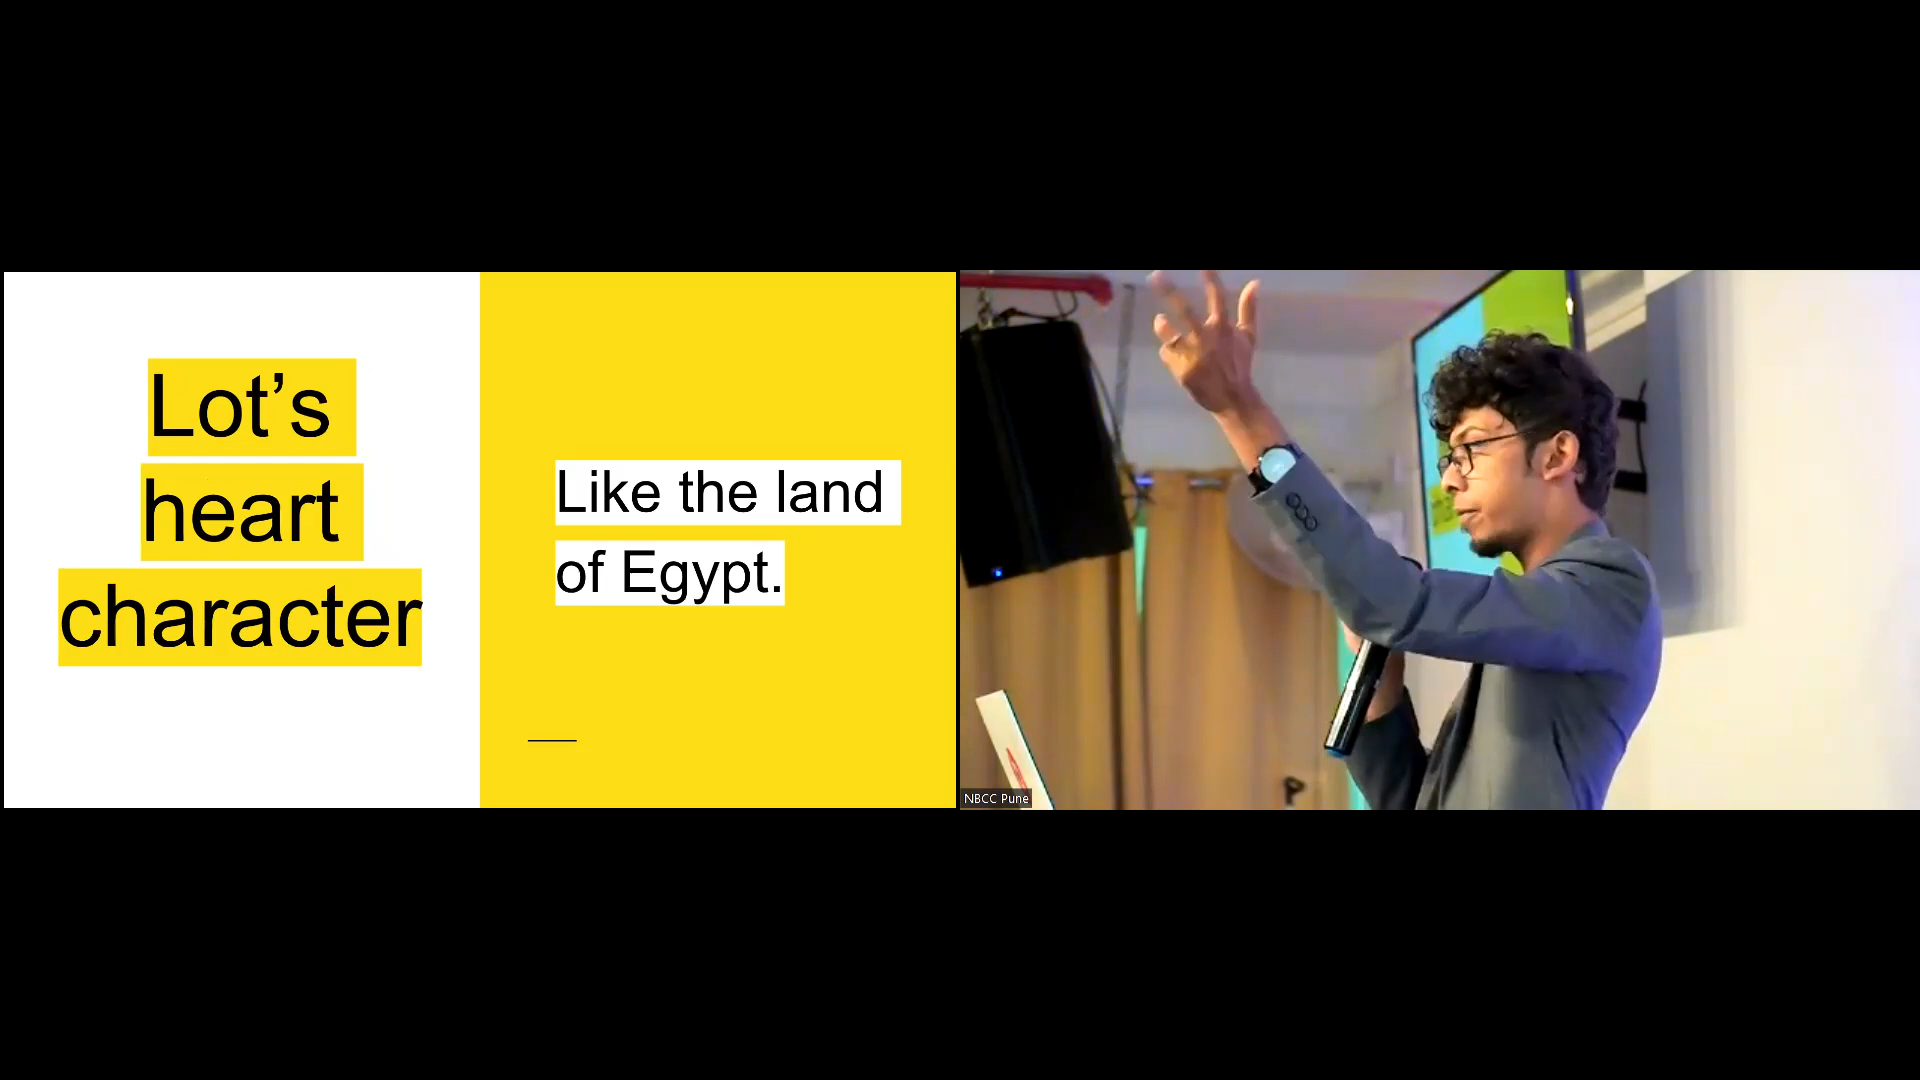 Lot's
heart
character
Like the land
of Egypt.
NBCC Pune